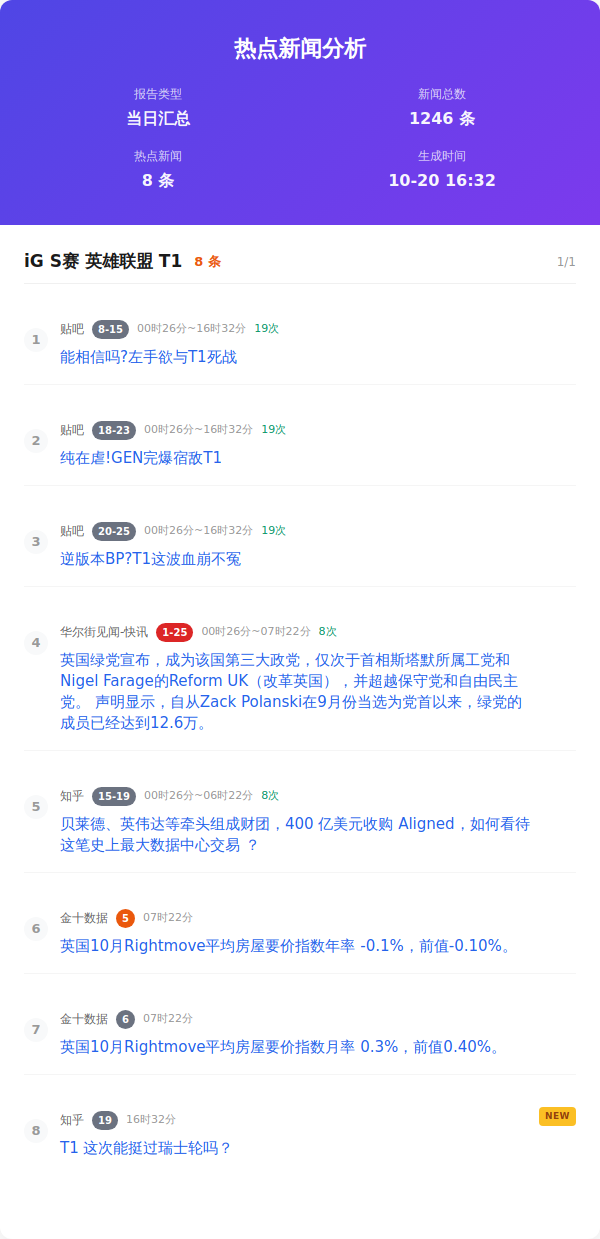 热点新闻分析
报告类型
新闻总数
当日汇总
1246 条
热点新闻
生成时间
8 条
10-20 16:32
iG S赛 英雄联盟 T1 8 条 1/1
1 贴吧 8-15 00时26分~16时32分 19次
能相信吗?左手欲与T1死战
2 贴吧 18-23 00时26分~16时32分 19次
纯在虐!GEN完爆宿敌T1
3 贴吧 20-25 00时26分~16时32分 19次
逆版本BP?T1这波血崩不冤
4 华尔街见闻-快讯 1-25 00时26分~07时22分 8次
英国绿党宣布，成为该国第三大政党，仅次于首相斯塔默所属工党和
Nigel Farage的Reform UK（改革英国），并超越保守党和自由民主
党。 声明显示，自从Zack Polanski在9月份当选为党首以来，绿党的
成员已经达到12.6万。
5 知乎 15-19 00时26分~06时22分 8次
贝莱德、英伟达等牵头组成财团，400 亿美元收购 Aligned，如何看待
这笔史上最大数据中心交易 ？
6 金十数据 5 07时22分
英国10月Rightmove平均房屋要价指数年率 -0.1%，前值-0.10%。
7 金十数据 6 07时22分
英国10月Rightmove平均房屋要价指数月率 0.3%，前值0.40%。
8 知乎 19 16时32分 NEW
T1 这次能挺过瑞士轮吗？